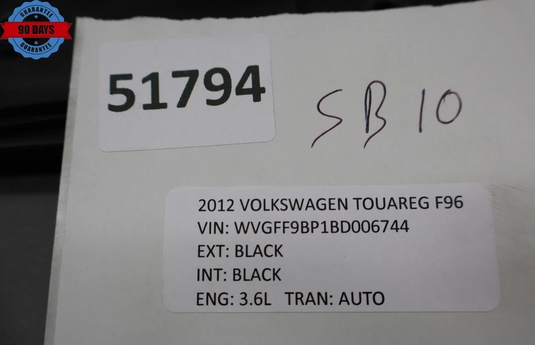 GUARANTEE
90 DAYS
GUARANTEE
51794
SB10
2012 VOLKSWAGEN TOUAREG F96
VIN: WVGFF9BP1BD006744
EXT: BLACK
INT: BLACK
ENG: 3.6L TRAN: AUTO